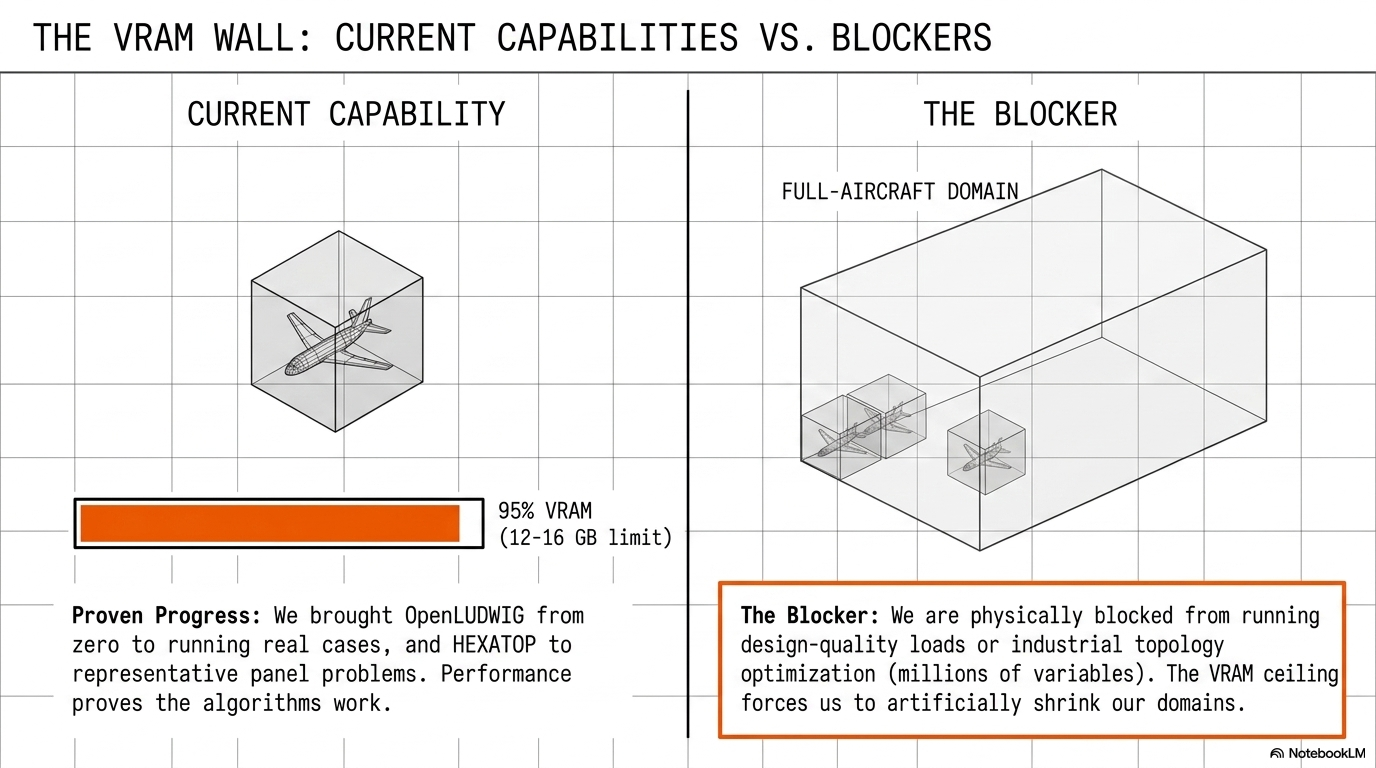 THE VRAM WALL: CURRENT CAPABILITIES VS. BLOCKERS
CURRENT CAPABILITY
95% VRAM
(12-16 GB limit)
Proven Progress: We brought OpenLUDWIG from
zero to running real cases, and HEXATOP to
representative panel problems. Performance
proves the algorithms work.
THE BLOCKER
FULL-AIRCRAFT DOMAIN
The Blocker: We are physically blocked from running
design-quality loads or industrial topology
optimization (millions of variables). The VRAM ceiling
forces us to artificially shrink our domains.
NotebookLM